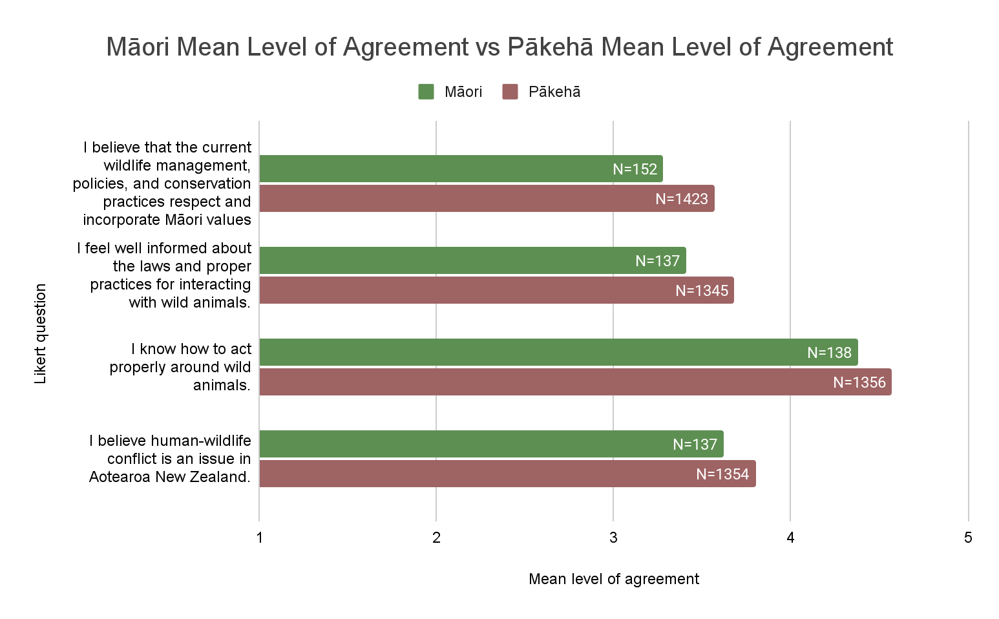 Māori Mean Level of Agreement vs Pākehā Mean Level of Agreement
Māori Pākehā
I believe that the current
wildlife management,
policies, and conservation
practices respect and
incorporate Māori values
N=152
N=1423
I feel well informed about
the laws and proper
practices for interacting
with wild animals.
N=137
N=1345
I know how to act
properly around wild
animals.
N=138
N=1356
I believe human-wildlife
conflict is an issue in
Aotearoa New Zealand.
N=137
N=1354
Likert question
1 2 3 4 5
Mean level of agreement